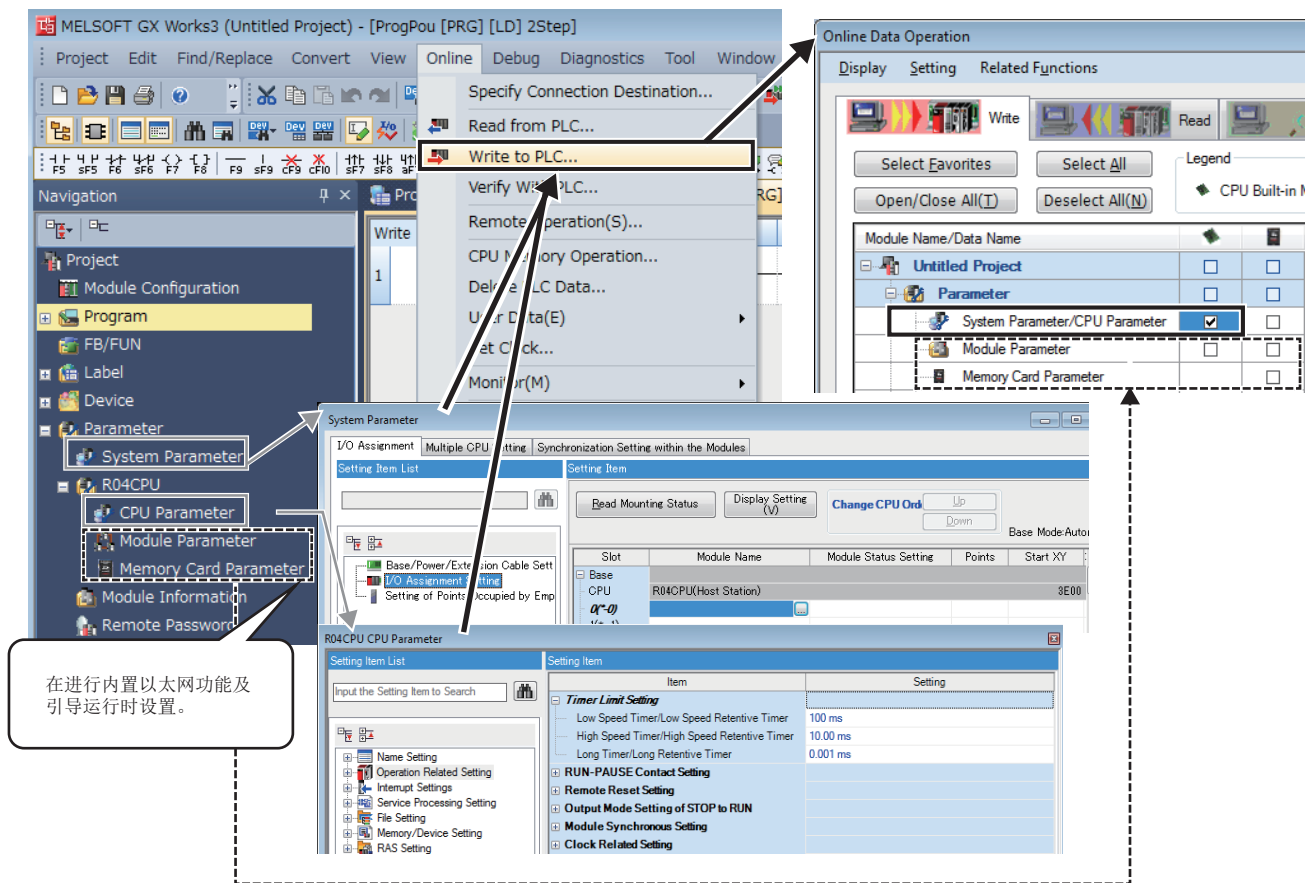 MELSOFT GX Works3 (Untitled Project) - [ProgPou [PRG] [LD] 2Step]
Project Edit Find/Replace Convert View Online Debug Diagnostics Tool Window
F5 sF5 F6 sF6 F7 F8 F9 sF9 cF9 cF10 sF7 sF8
Navigation
Project
Module Configuration
Program
FB/FUN
Label
Device
Parameter
System Parameter
R04CPU
CPU Parameter
Module Parameter
Memory Card Parameter
Module Information
Remote Password
Write
1
Specify Connection Destination...
Read from PLC...
Write to PLC...
Verify With PLC...
Remote Operation(S)...
CPU Memory Operation...
Delete PLC Data...
User Data(E)
Set Clock...
Monitor(M)
Online Data Operation
Display Setting Related Functions
Write Read
Select Favorites Select All Legend
Open/Close All(T) Deselect All(N) CPU Built-in
Module Name/Data Name
Untitled Project
Parameter
System Parameter/CPU Parameter
Module Parameter
Memory Card Parameter
System Parameter
I/O Assignment Multiple CPU Setting Synchronization Setting within the Modules
Setting Item List Setting Item
Read Mounting Status Display Setting (V) Change CPU Ord Up
Down
Base Mode:Auto
Base/Power/Extension Cable Sett
I/O Assignment Setting
Setting of Points Occupied by Emp
Slot Module Name Module Status Setting Points Start XY
Base
CPU R04CPU(Host Station) 3E00
0(*-0)
R04CPU CPU Parameter
Setting Item List Setting Item
Input the Setting Item to Search
Name Setting
Operation Related Setting
Interrupt Settings
Service Processing Setting
File Setting
Memory/Device Setting
RAS Setting
Item Setting
Timer Limit Setting
Low Speed Timer/Low Speed Retentive Timer 100 ms
High Speed Timer/High Speed Retentive Timer 10.00 ms
Long Timer/Long Retentive Timer 0.001 ms
RUN-PAUSE Contact Setting
Remote Reset Setting
Output Mode Setting of STOP to RUN
Module Synchronous Setting
Clock Related Setting
在进行内置以太网功能及
引导运行时设置。